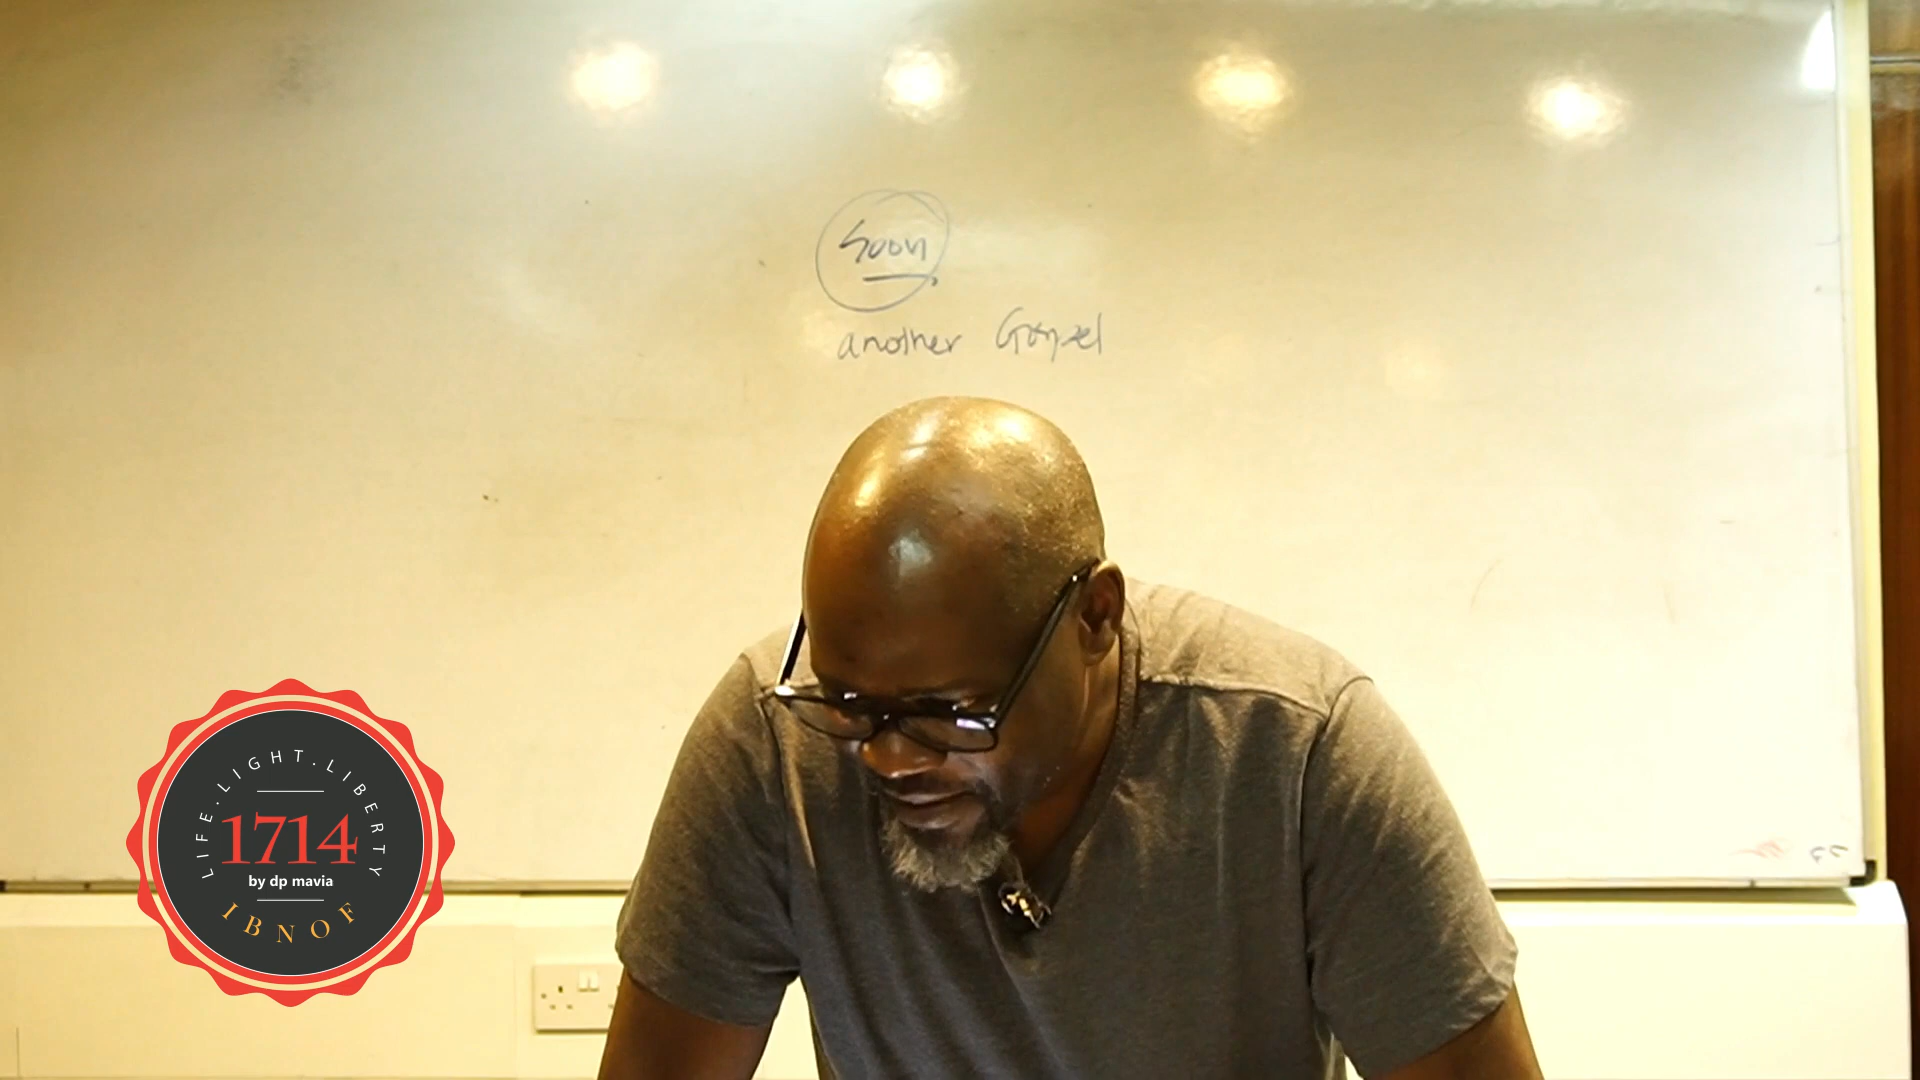 Soon
another Gospel
LIFE.LIGHT.LIBERTY
1714
by dp mavia
IBNOF